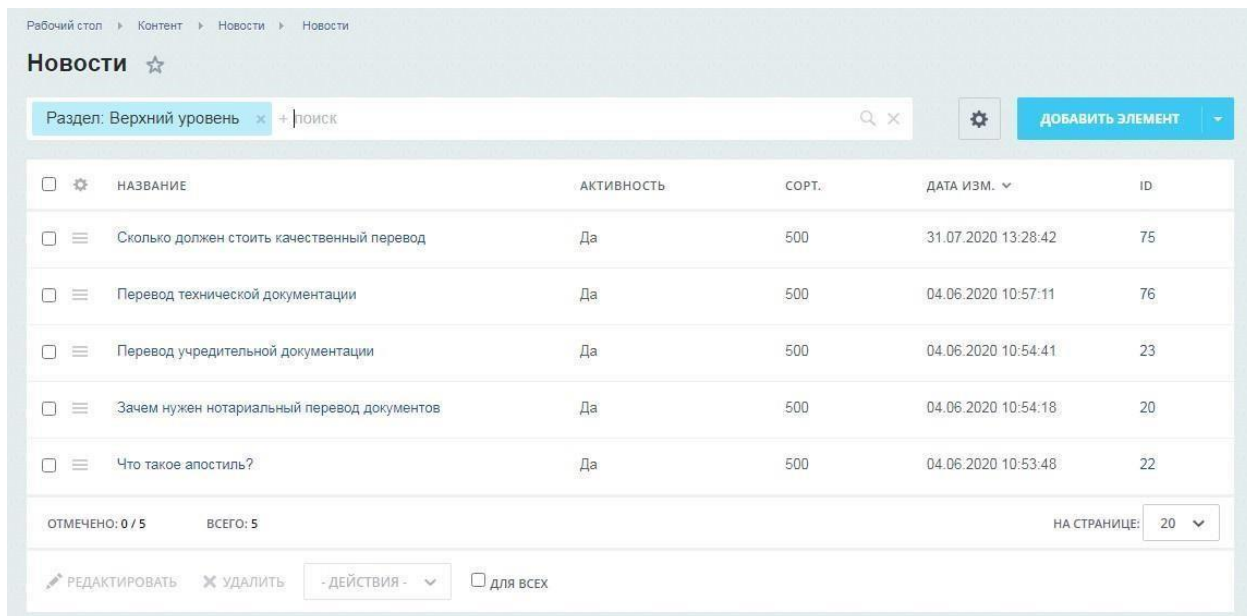 Рабочий стол Контент Новости Новости
Новости
Раздел: Верхний уровень × + поиск
ДОБАВИТЬ ЭЛЕМЕНТ
НАЗВАНИЕ АКТИВНОСТЬ СОРТ. ДАТА ИЗМ. ID
Сколько должен стоить качественный перевод Да 500 31.07.2020 13:28:42 75
Перевод технической документации Да 500 04.06.2020 10:57:11 76
Перевод учредительной документации Да 500 04.06.2020 10:54:41 23
Зачем нужен нотариальный перевод документов Да 500 04.06.2020 10:54:18 20
Что такое апостиль? Да 500 04.06.2020 10:53:48 22
ОТМЕЧЕНО: 0 / 5 ВСЕГО: 5 НА СТРАНИЦЕ: 20
РЕДАКТИРОВАТЬ УДАЛИТЬ - ДЕЙСТВИЯ - ДЛЯ ВСЕХ